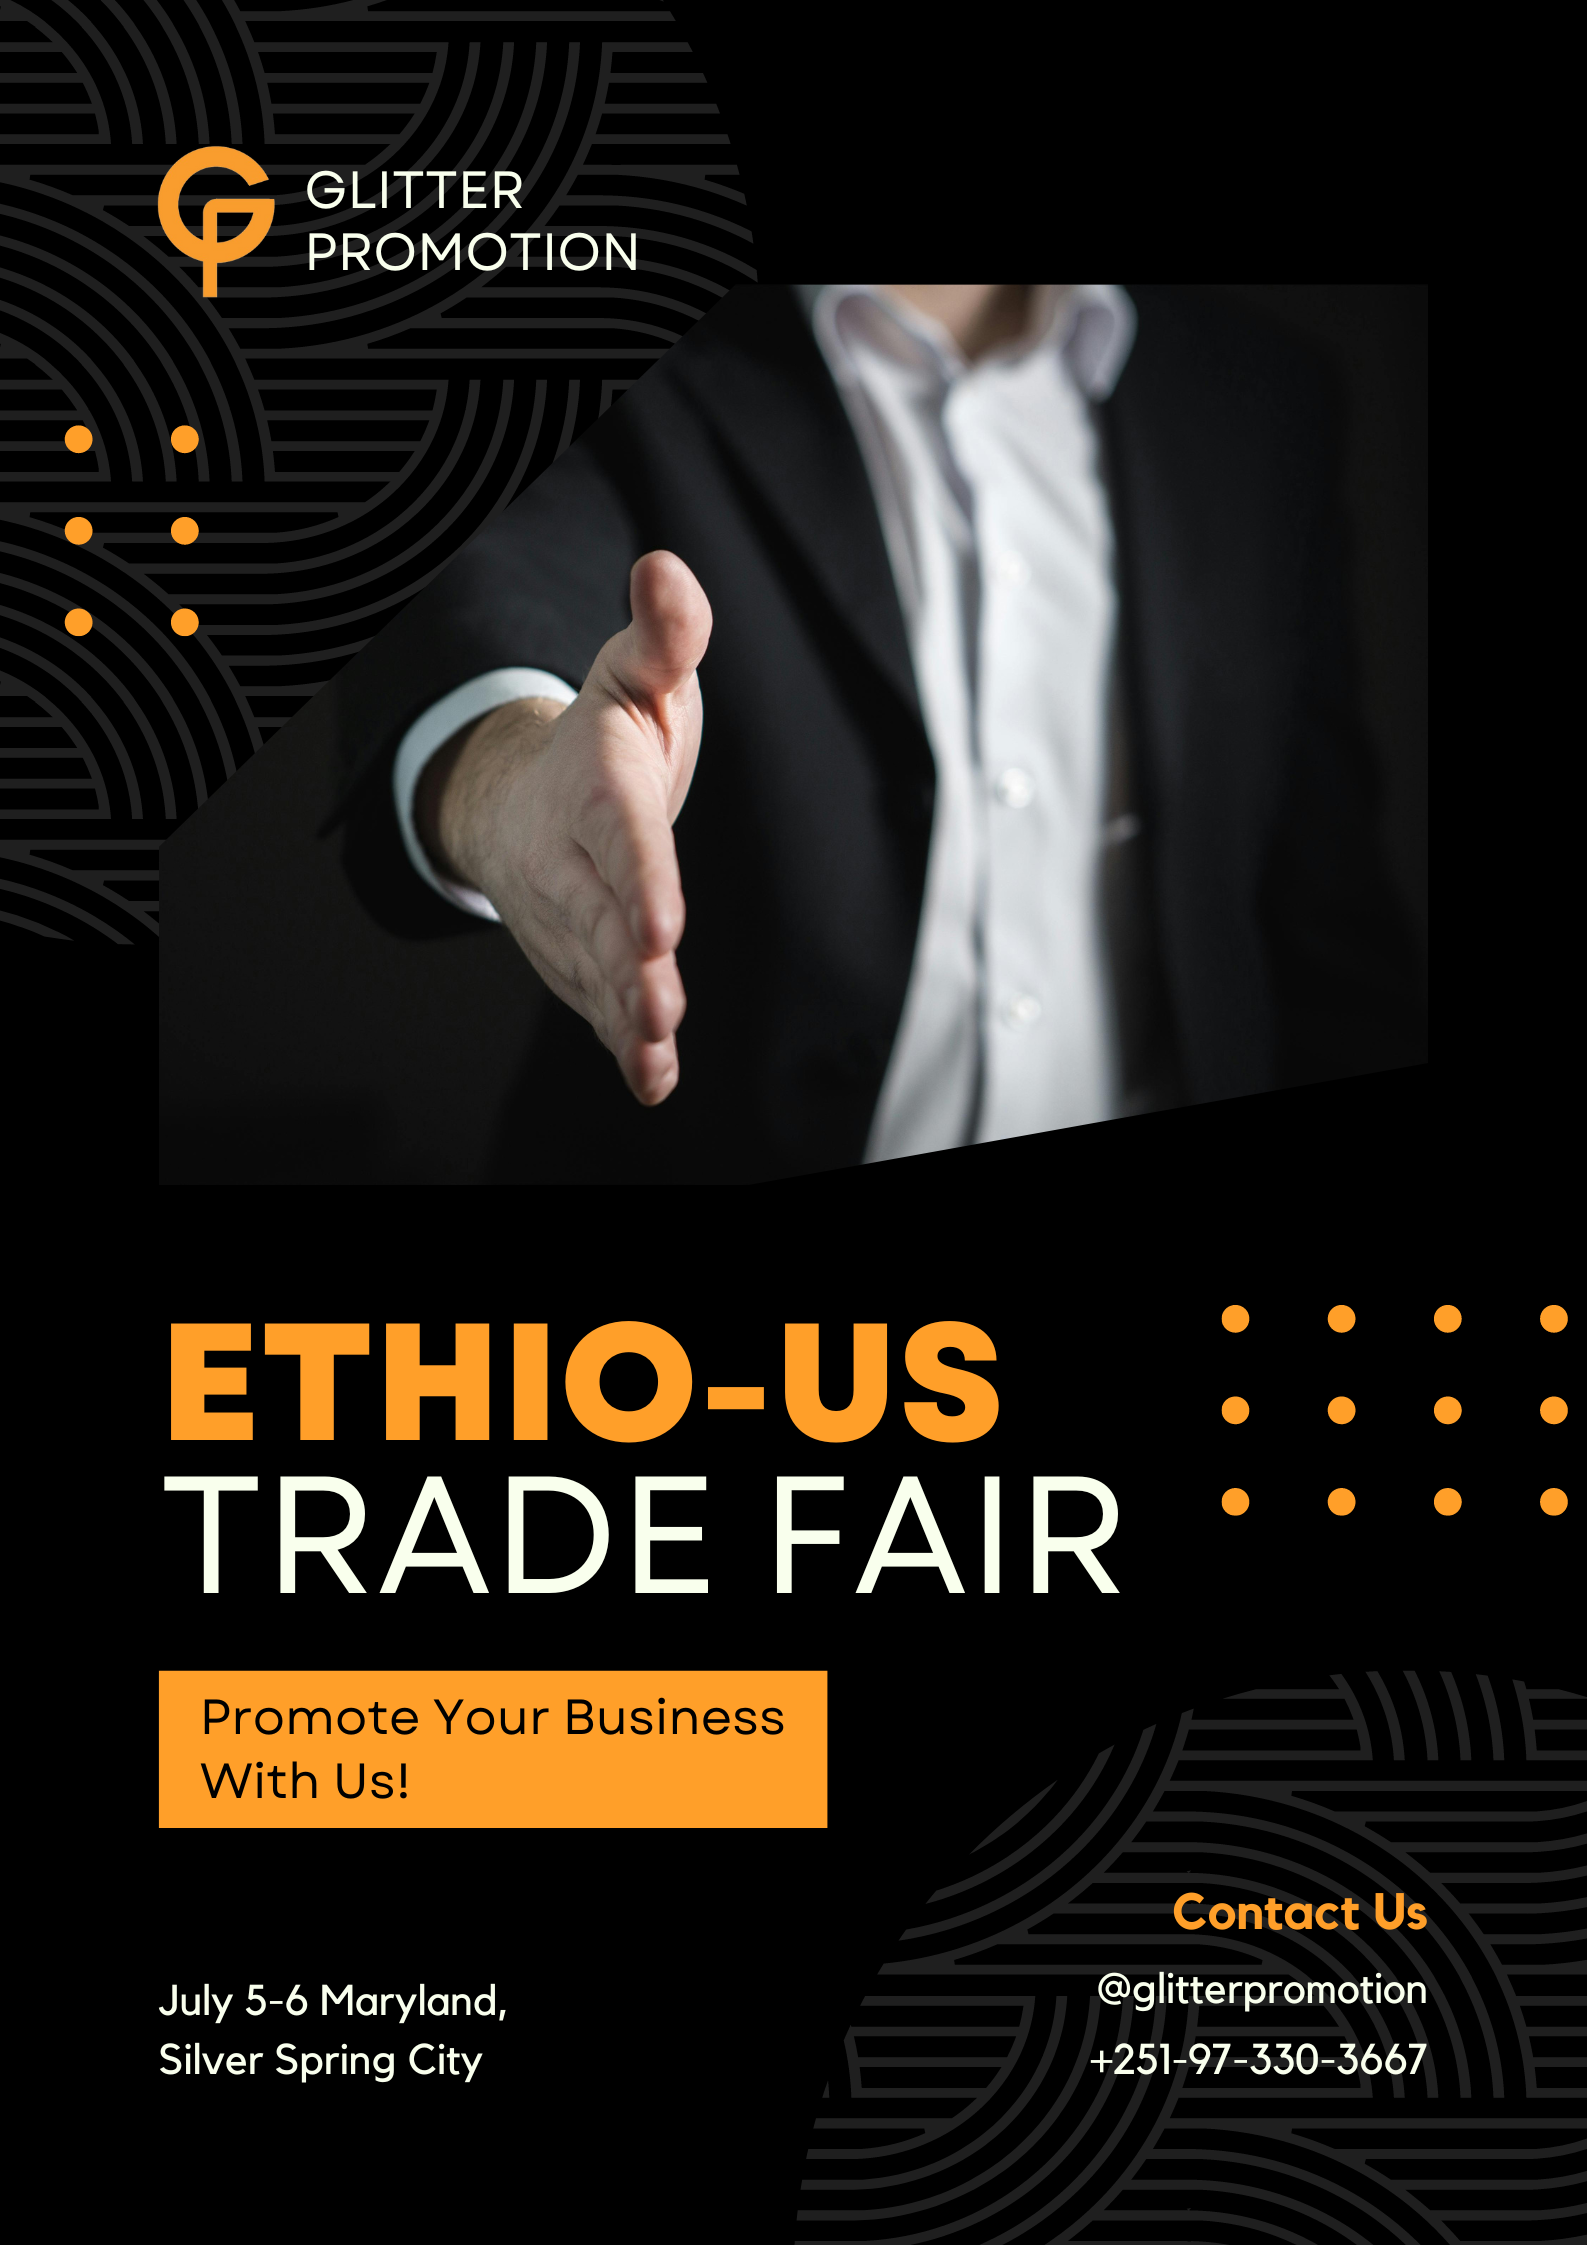 GLITTER
PROMOTION
ETHIO-US
TRADE FAIR
Promote Your Business
With Us!
July 5-6 Maryland,
Silver Spring City
Contact Us
@glitterpromotion
+251-97-330-3667